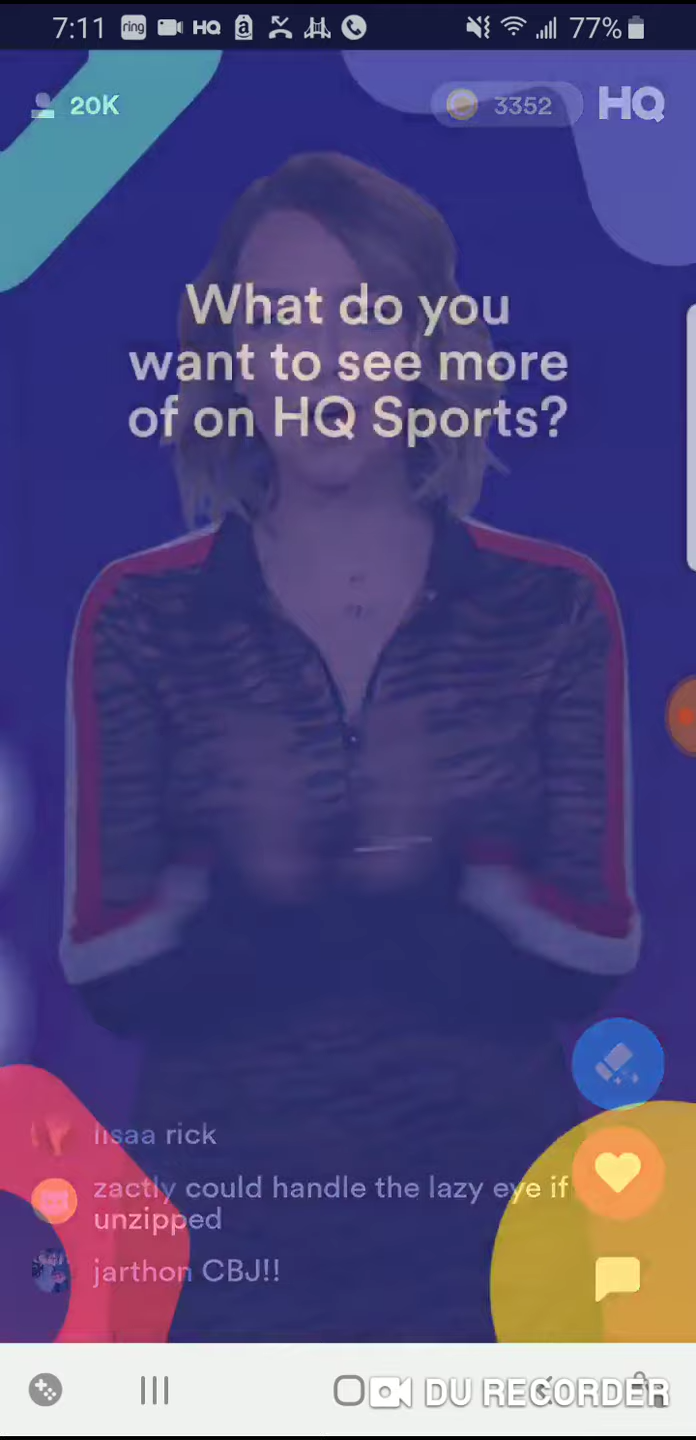 7:11 ring HQ a 77%
20K 3352 HQ
What do you
want to see more
of on HQ Sports?
lisaa rick
zactly could handle the lazy eye if
unzipped
jarthon CBJ!!
DU RECORDER